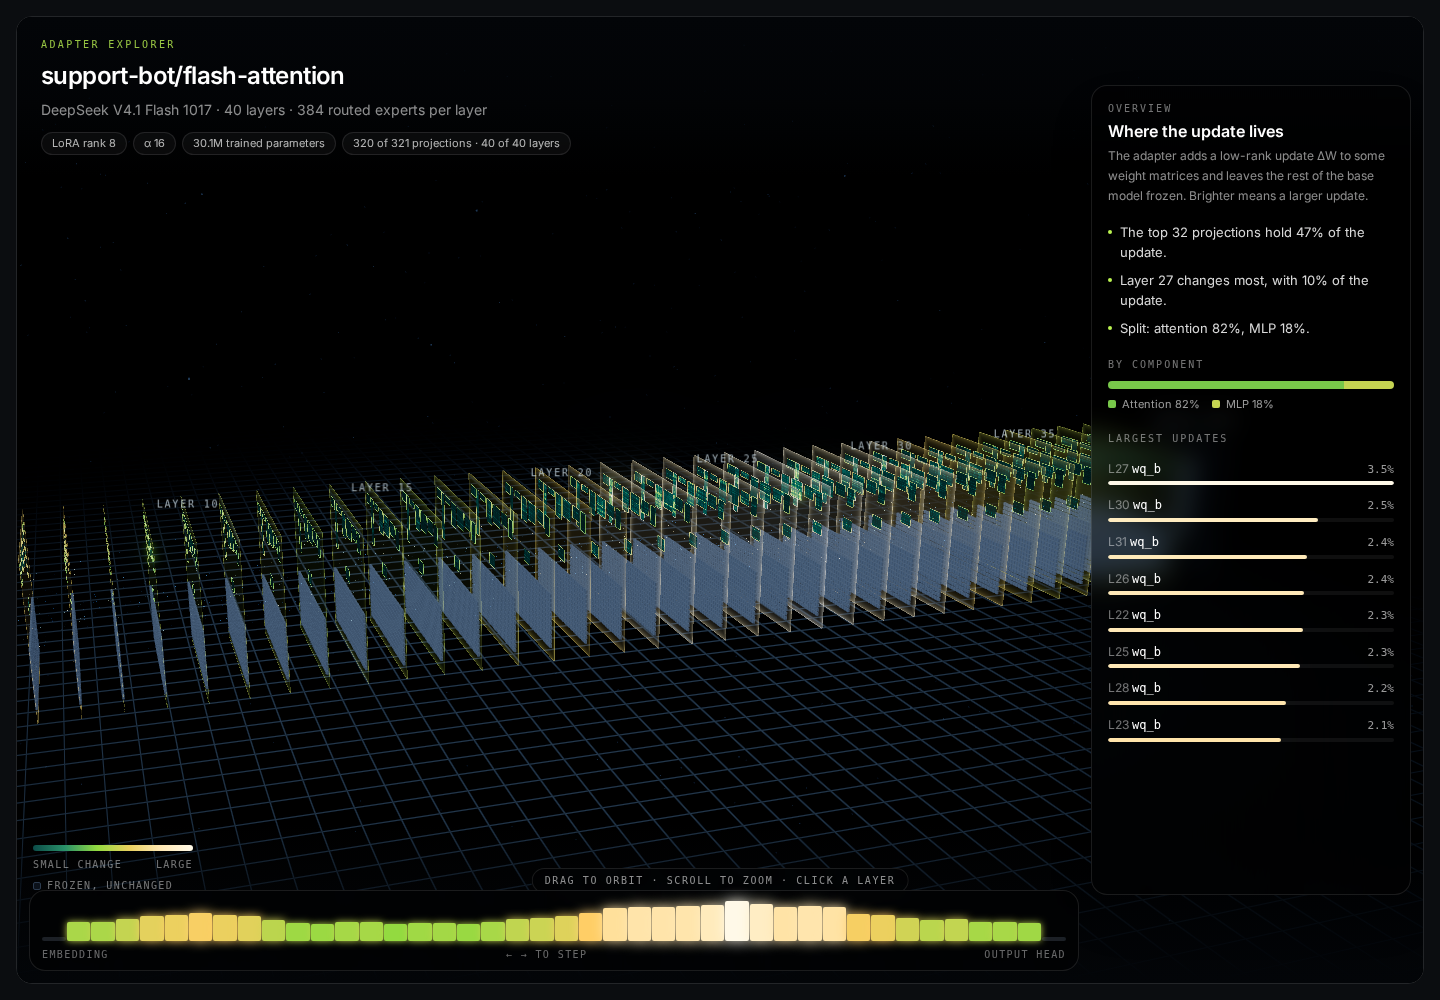 ADAPTER EXPLORER
support-bot/flash-attention
DeepSeek V4.1 Flash 1017 · 40 layers · 384 routed experts per layer
LoRA rank 8
α 16
30.1M trained parameters
320 of 321 projections · 40 of 40 layers
LAYER 10
LAYER 15
LAYER 20
LAYER 25
LAYER 30
LAYER 35
OVERVIEW
Where the update lives
The adapter adds a low-rank update ΔW to some
weight matrices and leaves the rest of the base
model frozen. Brighter means a larger update.
• The top 32 projections hold 47% of the
update.
• Layer 27 changes most, with 10% of the
update.
• Split: attention 82%, MLP 18%.
BY COMPONENT
Attention 82% MLP 18%
LARGEST UPDATES
L27 wq_b 3.5%
L30 wq_b 2.5%
L31 wq_b 2.4%
L26 wq_b 2.4%
L22 wq_b 2.3%
L25 wq_b 2.3%
L28 wq_b 2.2%
L23 wq_b 2.1%
SMALL CHANGE LARGE
FROZEN, UNCHANGED
DRAG TO ORBIT · SCROLL TO ZOOM · CLICK A LAYER
EMBEDDING
← → TO STEP
OUTPUT HEAD